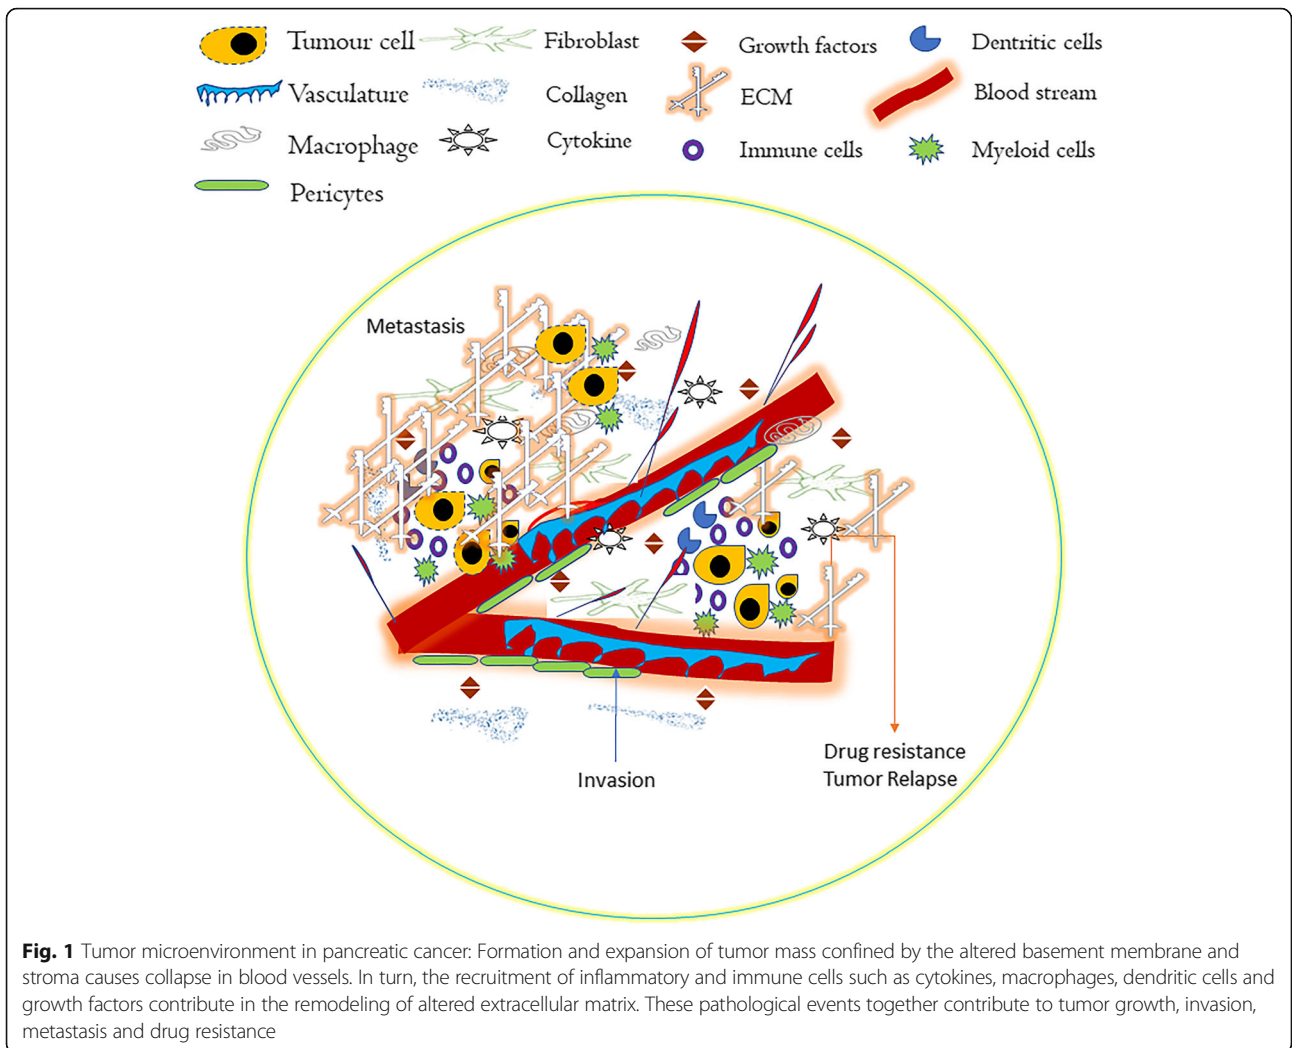 Tumour cell
Fibroblast
Growth factors
Dentritic cells
Vasculature
Collagen
ECM
Blood stream
Macrophage
Cytokine
Immune cells
Myeloid cells
Pericytes
Metastasis
Drug resistance
Tumor Relapse
Invasion
Fig. 1 Tumor microenvironment in pancreatic cancer: Formation and expansion of tumor mass confined by the altered basement membrane and
stroma causes collapse in blood vessels. In turn, the recruitment of inflammatory and immune cells such as cytokines, macrophages, dendritic cells and
growth factors contribute in the remodeling of altered extracellular matrix. These pathological events together contribute to tumor growth, invasion,
metastasis and drug resistance